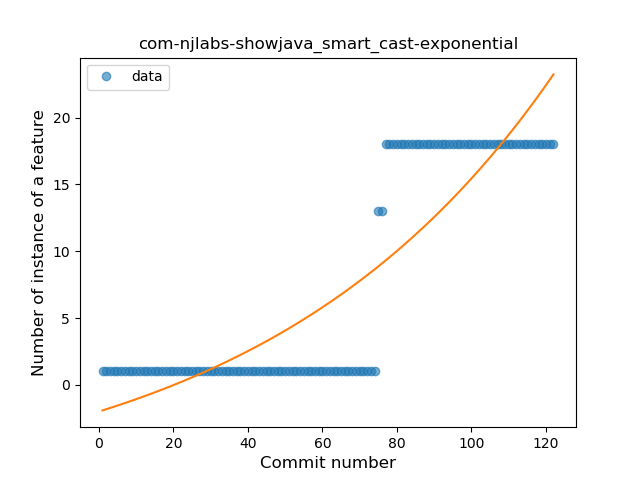 com-njlabs-showjava_smart_cast-exponential
data
Number of instance of a feature
20
15
10
5
0
0 20 40 60 80 100 120
Commit number